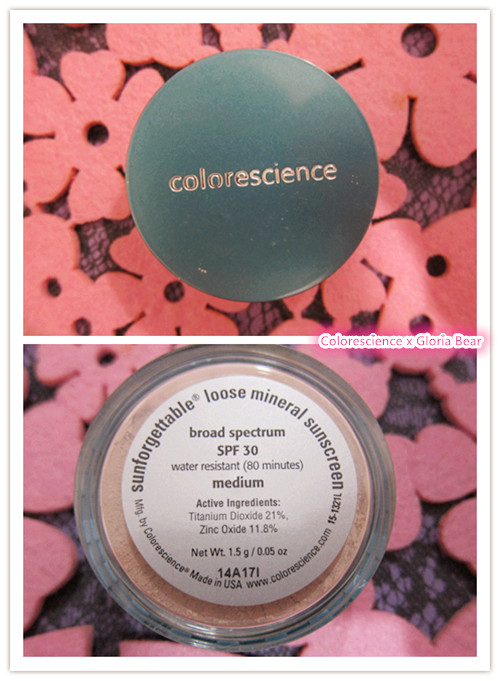 colorescience
Colorescience x Gloria Bear
sunforgettable® loose mineral sunscreen
broad spectrum
SPF 30
water resistant (80 minutes)
medium
Active Ingredients:
Titanium Dioxide 21%,
Zinc Oxide 11.8%
Net Wt. 1.5 g / 0.05 oz
14A17I
Mfg. by Colorescience® Made in USA www.colorescience.com 15-1321L